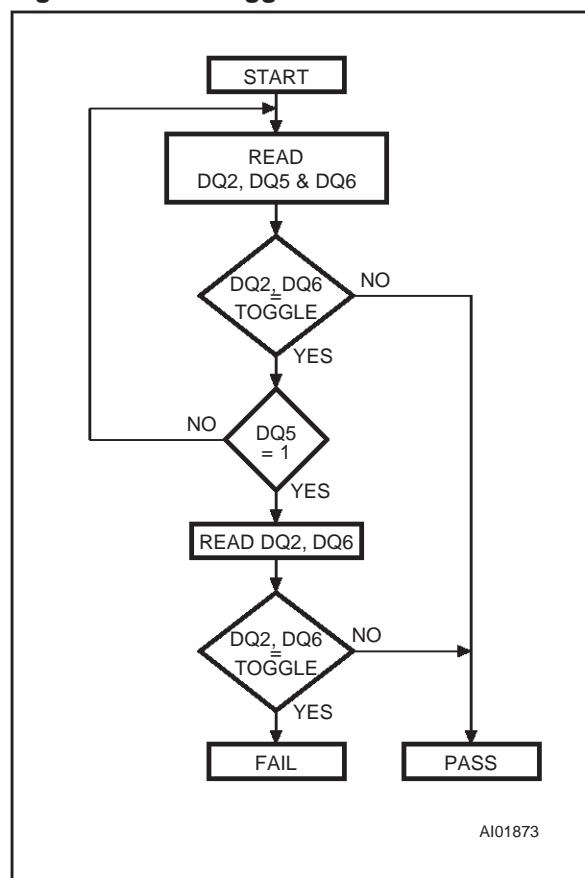 START
READ
DQ2, DQ5 & DQ6
DQ2, DQ6
=
TOGGLE
NO
YES
NO
DQ5
= 1
YES
READ DQ2, DQ6
DQ2, DQ6
=
TOGGLE
NO
YES
FAIL
PASS
AI01873